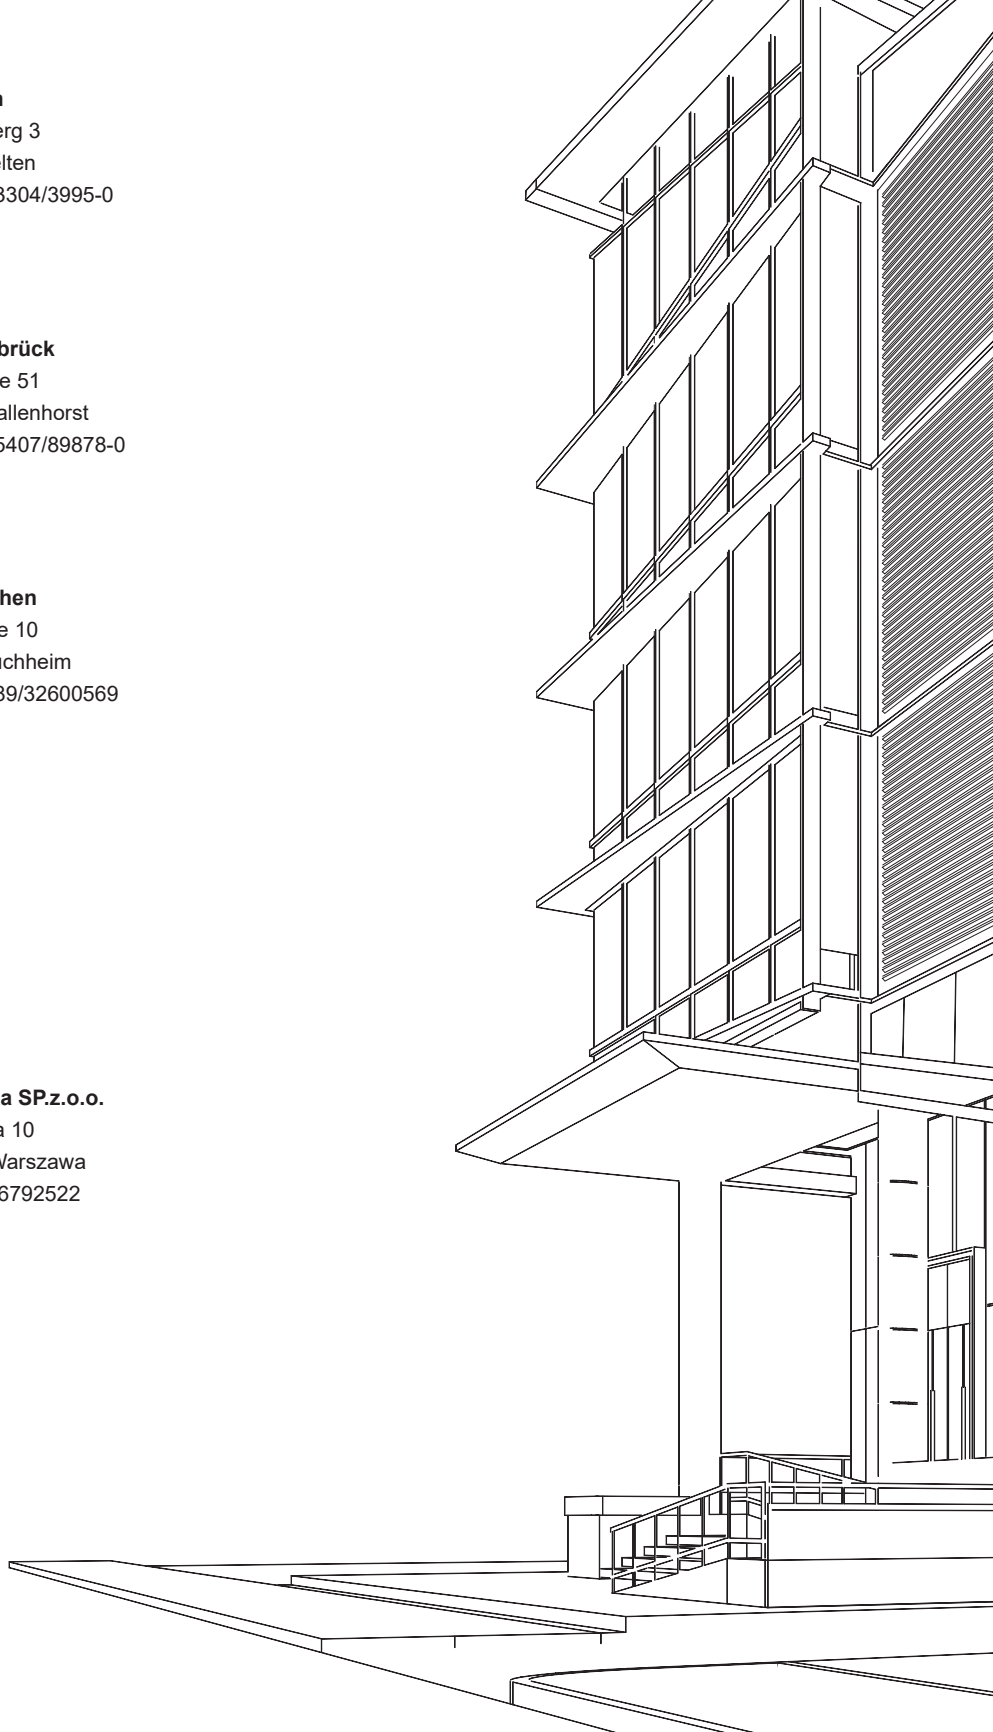 n
erg 3
elten
3304/3995-0
brück
e 51
allenhorst
5407/89878-0
hen
e 10
uchheim
39/32600569
a SP.z.o.o.
a 10
Warszawa
6792522